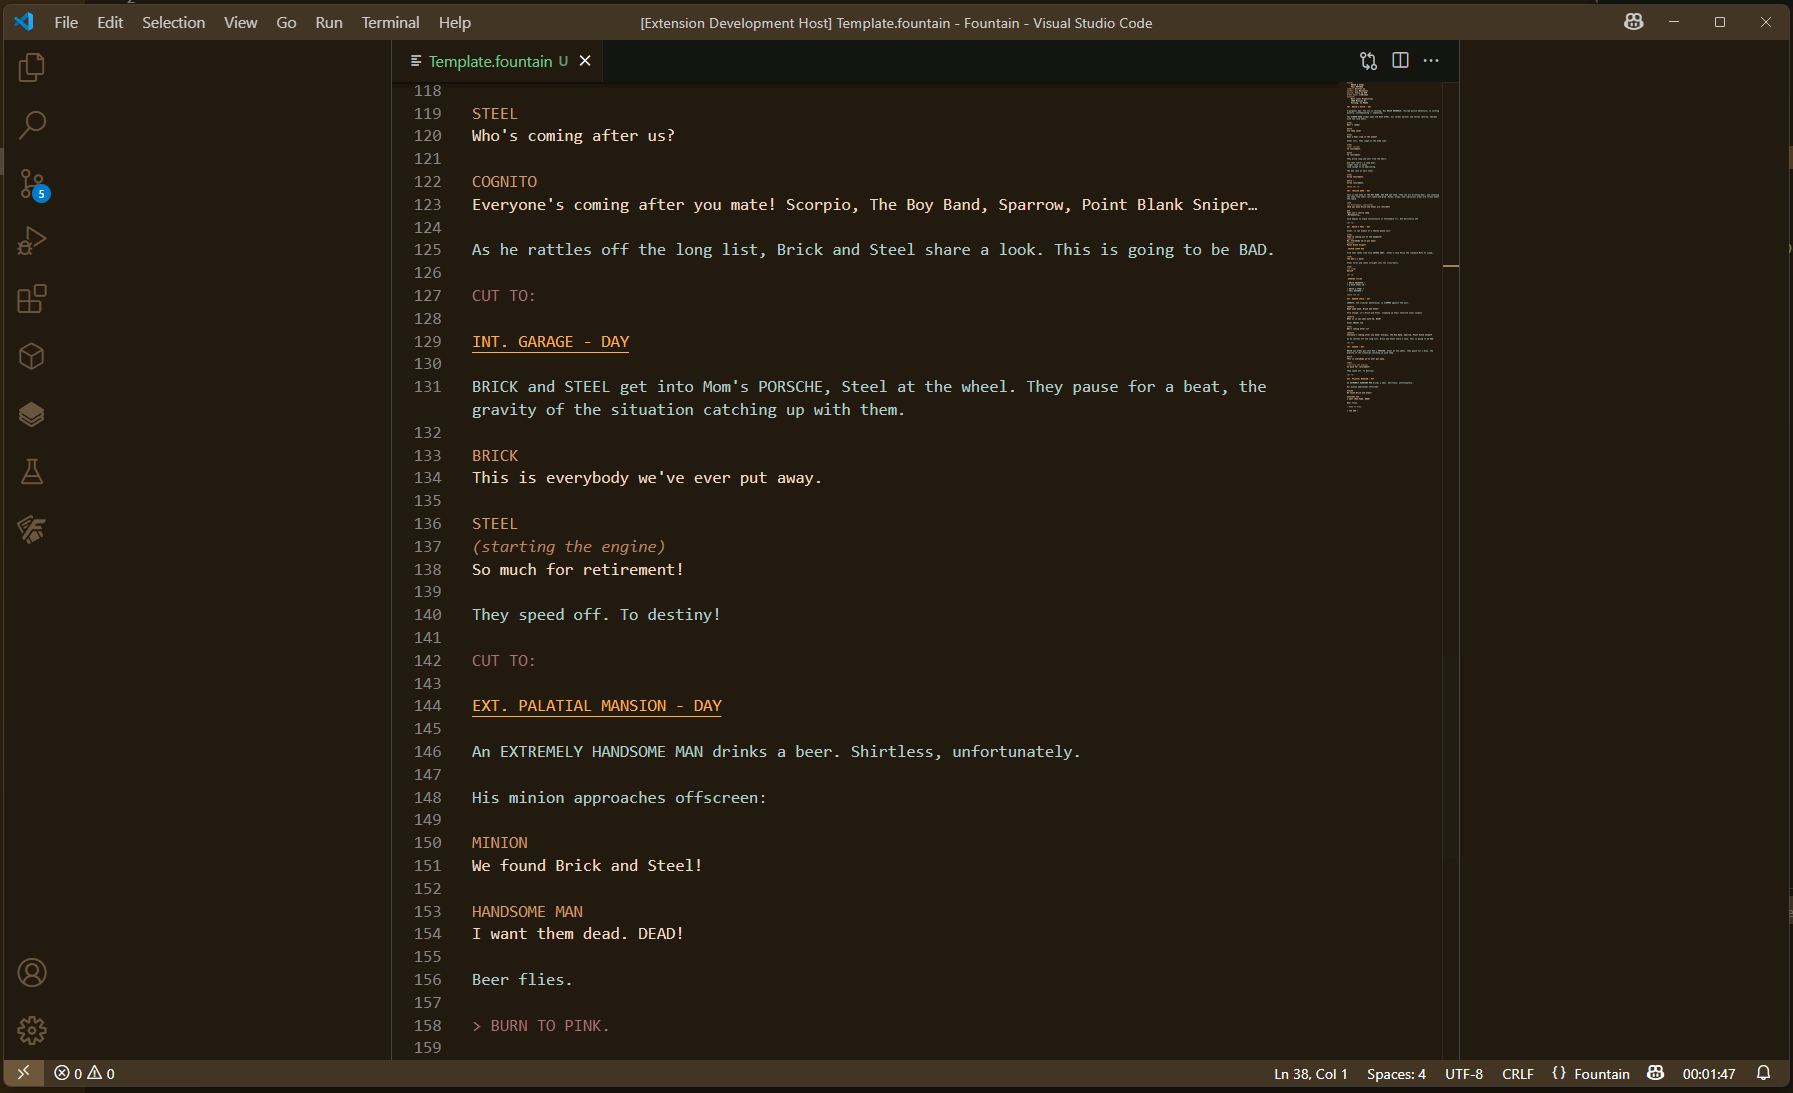 File Edit Selection View Go Run Terminal Help
[Extension Development Host] Template.fountain - Fountain - Visual Studio Code
Template.fountain U
118
119 STEEL
120 Who's coming after us?
121
122 COGNITO
123 Everyone's coming after you mate! Scorpio, The Boy Band, Sparrow, Point Blank Sniper…
124
125 As he rattles off the long list, Brick and Steel share a look. This is going to be BAD.
126
127 CUT TO:
128
129 INT. GARAGE - DAY
130
131 BRICK and STEEL get into Mom's PORSCHE, Steel at the wheel. They pause for a beat, the
gravity of the situation catching up with them.
132
133 BRICK
134 This is everybody we've ever put away.
135
136 STEEL
137 (starting the engine)
138 So much for retirement!
139
140 They speed off. To destiny!
141
142 CUT TO:
143
144 EXT. PALATIAL MANSION - DAY
145
146 An EXTREMELY HANDSOME MAN drinks a beer. Shirtless, unfortunately.
147
148 His minion approaches offscreen:
149
150 MINION
151 We found Brick and Steel!
152
153 HANDSOME MAN
154 I want them dead. DEAD!
155
156 Beer flies.
157
158 > BURN TO PINK.
159
5
0 0
Ln 38, Col 1 Spaces: 4 UTF-8 CRLF {} Fountain 00:01:47